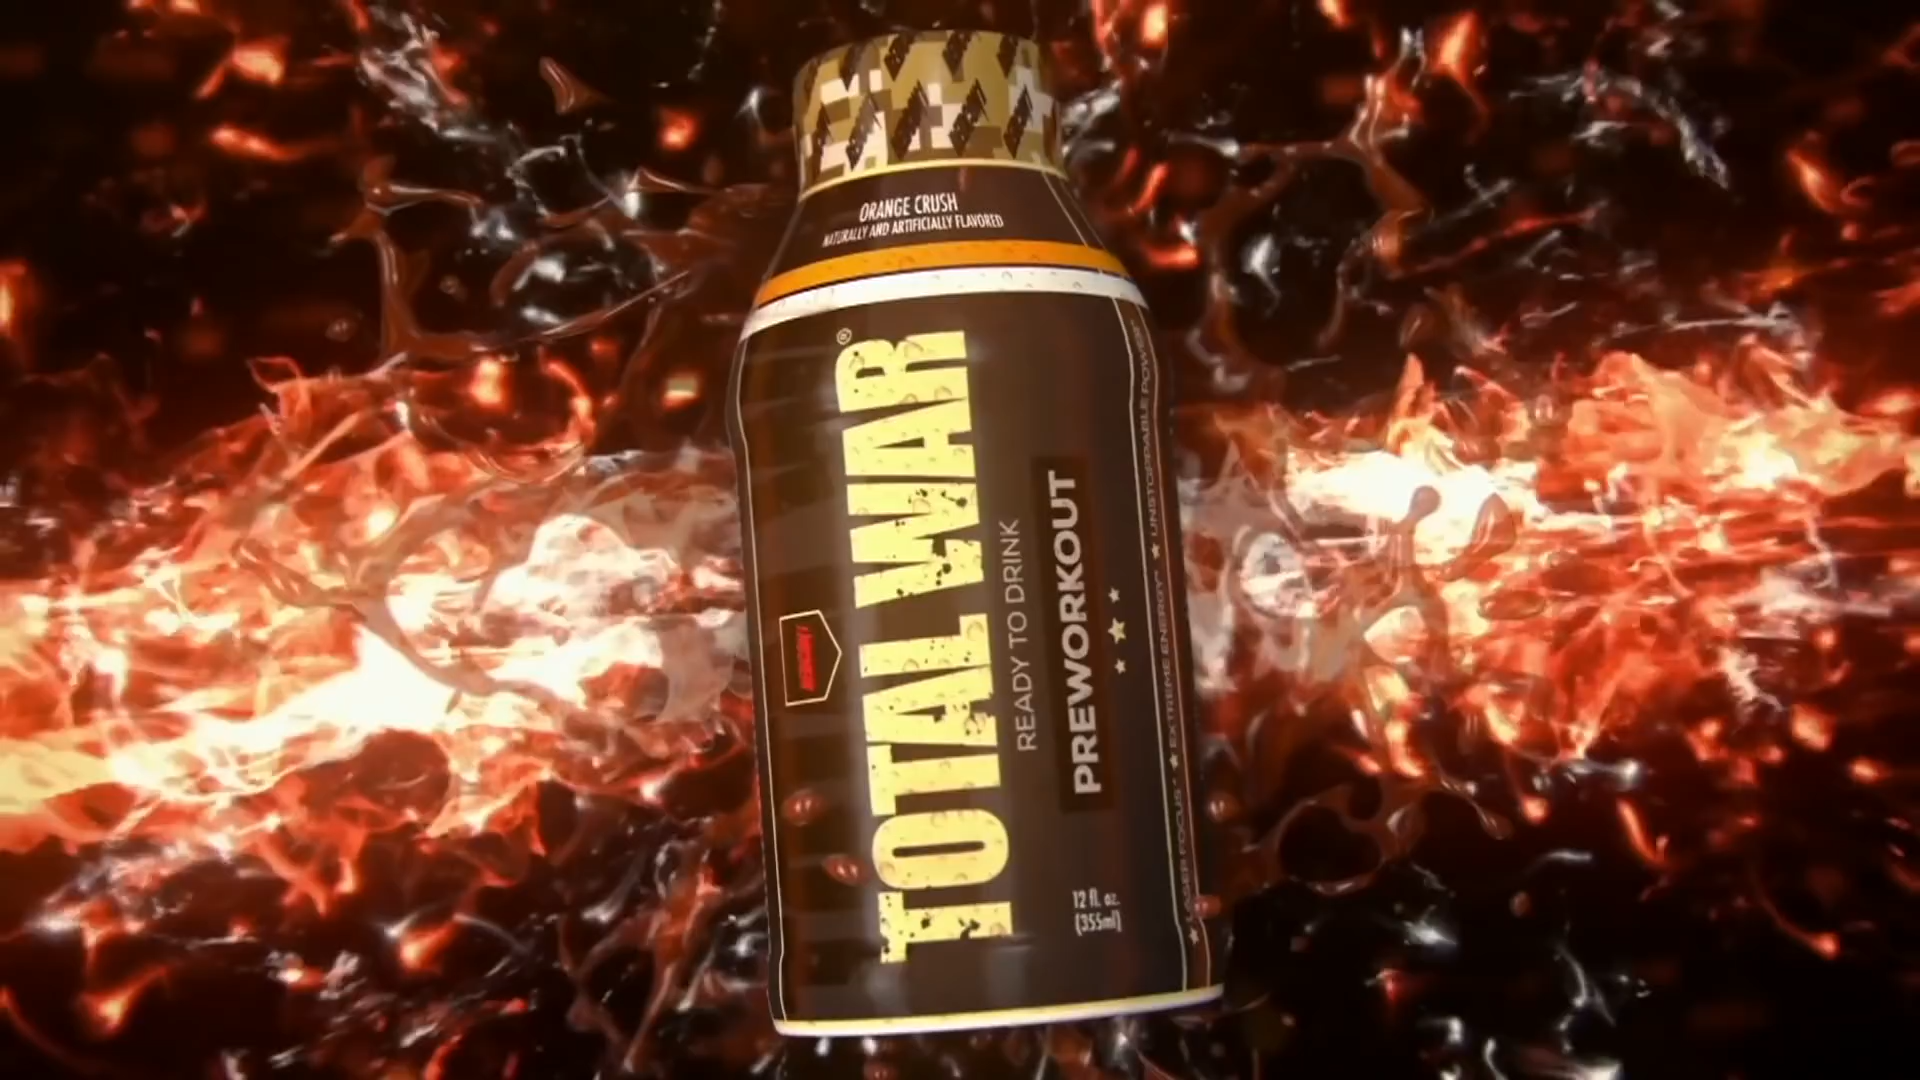 ORANGE CRUSH
NATURALLY AND ARTIFICIALLY FLAVORED
TOTAL WAR®
READY TO DRINK
PREWORKOUT
12 fl. oz.
(355ml)
★ LASER FOCUS ★ EXTREME ENERGY ★ UNSTOPPABLE POWER